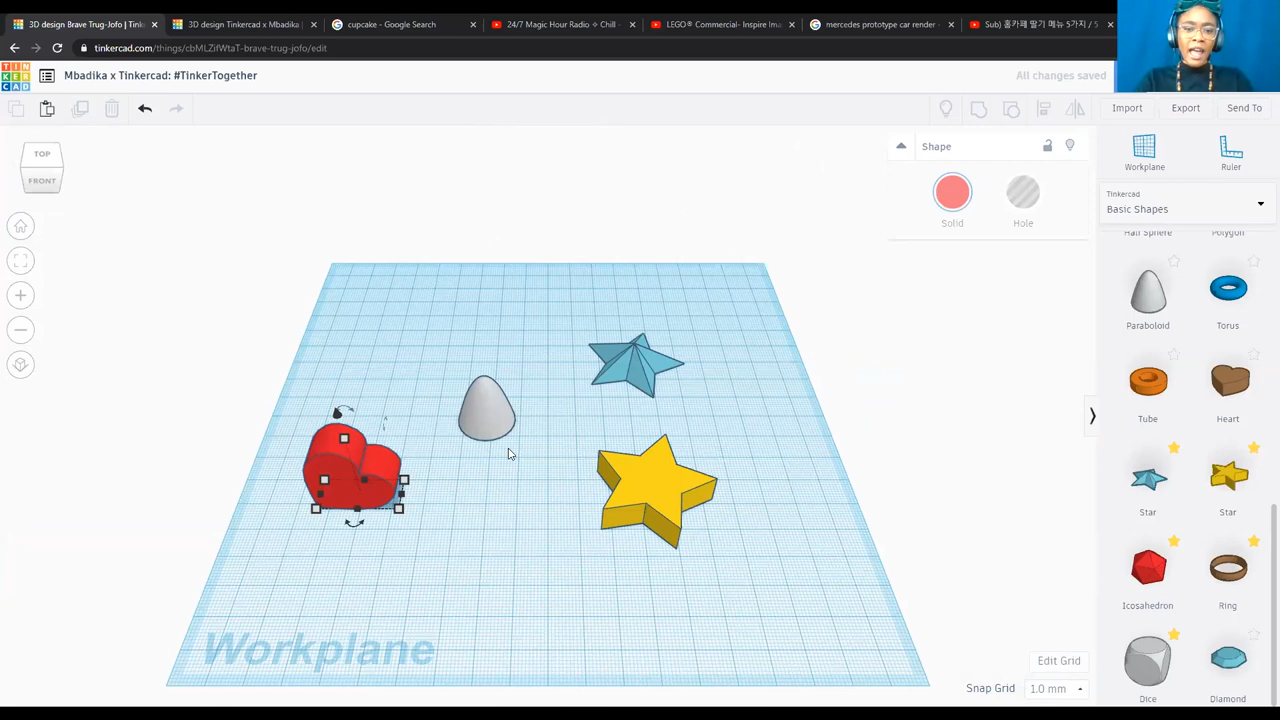 3D design Brave Trug-Jofo | Tink
3D design Tinkercad x Mbadika |
cupcake - Google Search
24/7 Magic Hour Radio ✧ Chill -
LEGO® Commercial- Inspire Ima
mercedes prototype car render -
Sub) 홈카페 딸기 메뉴 5가지 / 5
tinkercad.com/things/cbMLZifWtaT-brave-trug-jofo/edit
TIN
KER
CAD
Mbadika x Tinkercad: #TinkerTogether
All changes saved
Import
Export
Send To
TOP
FRONT
Shape
Solid
Hole
Workplane
Ruler
Tinkercad
Basic Shapes
Half Sphere
Polygon
Paraboloid
Torus
Tube
Heart
Star
Star
Icosahedron
Ring
Dice
Diamond
Workplane
Edit Grid
Snap Grid
1.0 mm